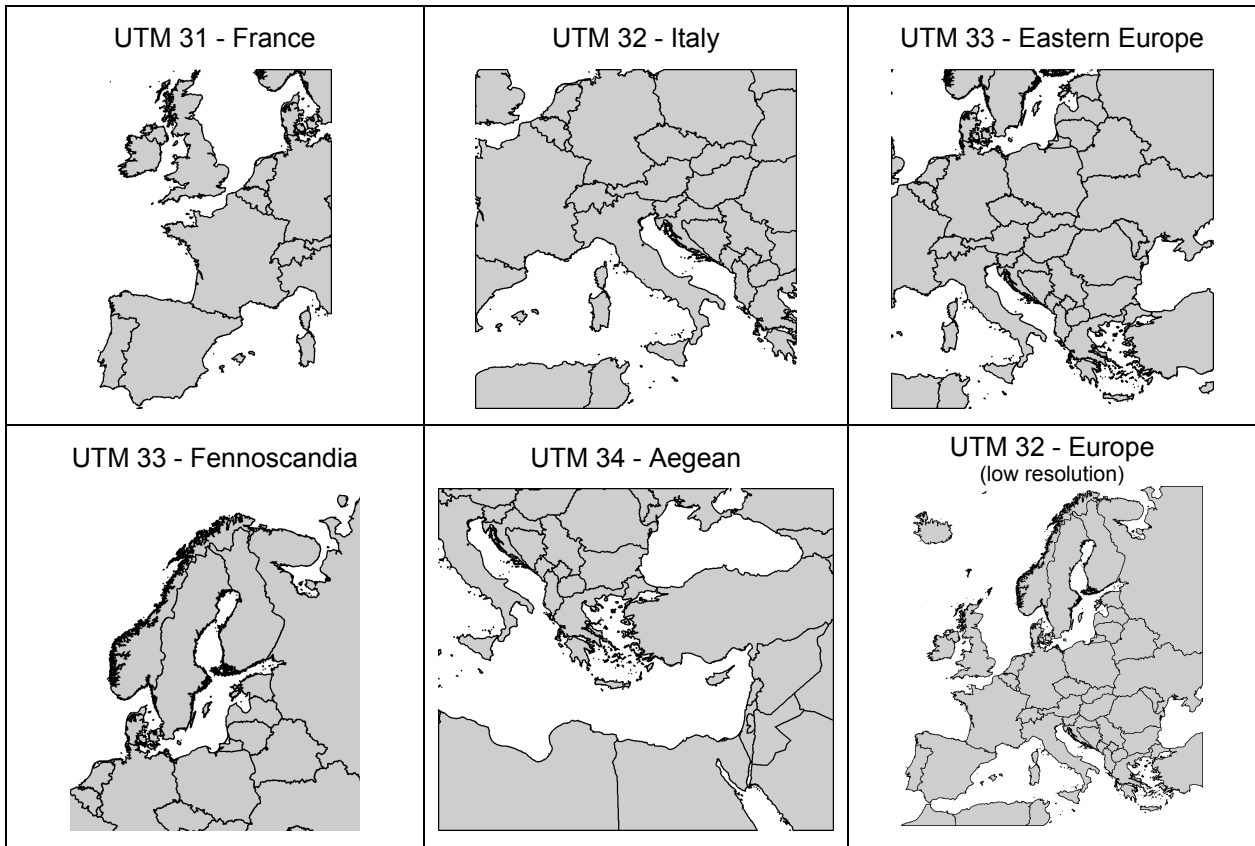 UTM 31 - France
UTM 32 - Italy
UTM 33 - Eastern Europe
UTM 33 - Fennoscandia
UTM 34 - Aegean
UTM 32 - Europe
(low resolution)